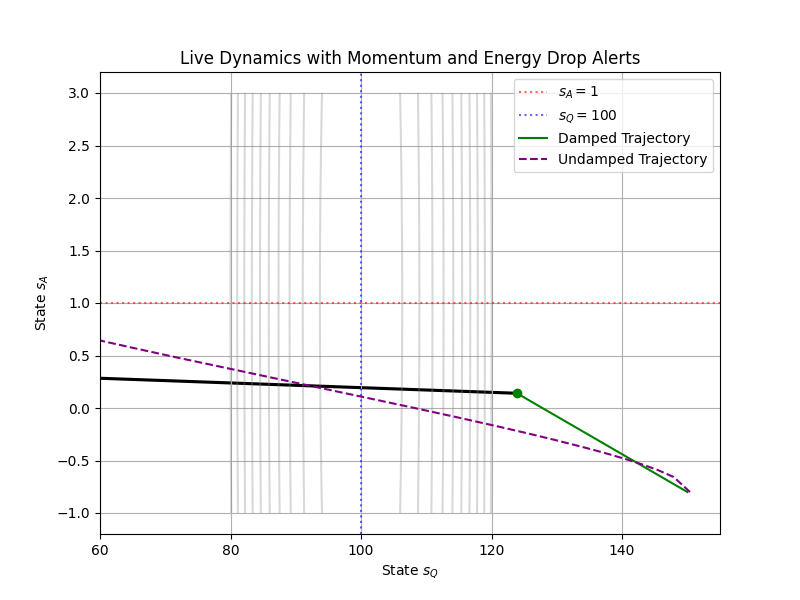 Live Dynamics with Momentum and Energy Drop Alerts
3.0
2.5
2.0
1.5
1.0
0.5
0.0
−0.5
−1.0
State s_A
s_A = 1
s_Q = 100
Damped Trajectory
Undamped Trajectory
60 80 100 120 140
State s_Q